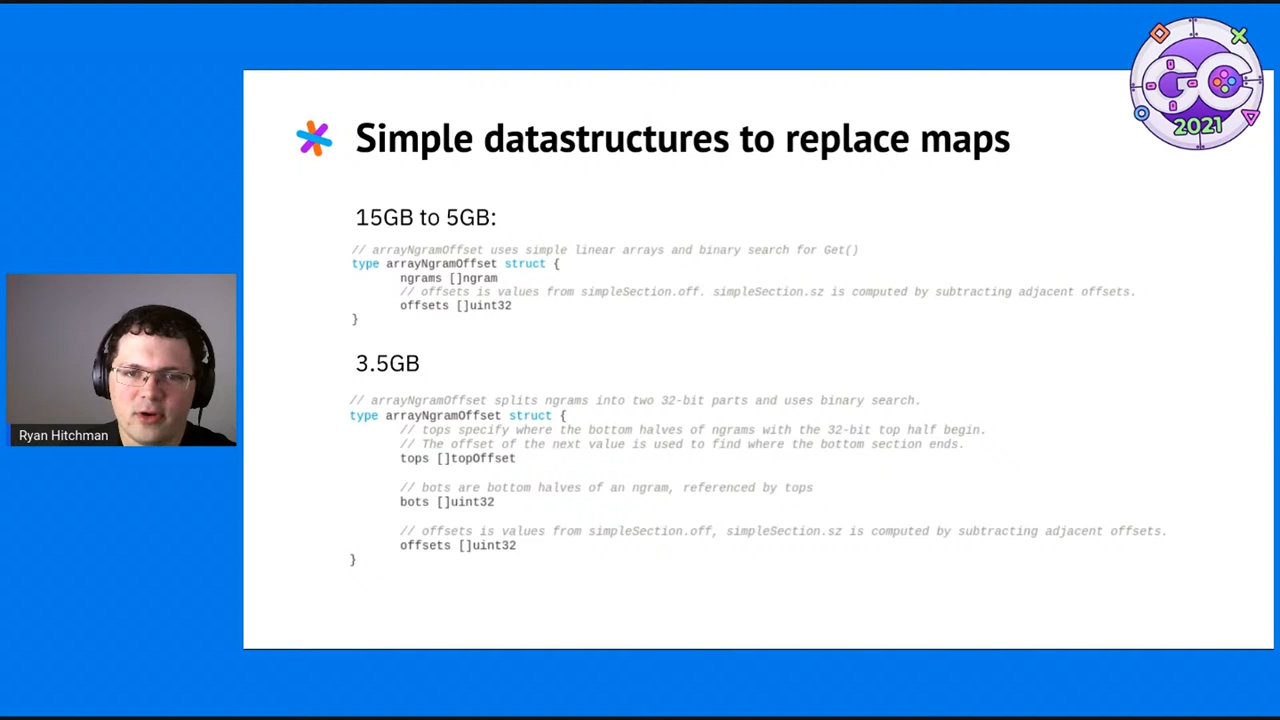 GC
2021
Simple datastructures to replace maps
15GB to 5GB:
// arrayNgramOffset uses simple linear arrays and binary search for Get()
type arrayNgramOffset struct {
ngrams []ngram
// offsets is values from simpleSection.off. simpleSection.sz is computed by subtracting adjacent offsets.
offsets []uint32
}
3.5GB
// arrayNgramOffset splits ngrams into two 32-bit parts and uses binary search.
type arrayNgramOffset struct {
// tops specify where the bottom halves of ngrams with the 32-bit top half begin.
// The offset of the next value is used to find where the bottom section ends.
tops []topOffset
// bots are bottom halves of an ngram, referenced by tops
bots []uint32
// offsets is values from simpleSection.off, simpleSection.sz is computed by subtracting adjacent offsets.
offsets []uint32
}
Ryan Hitchman